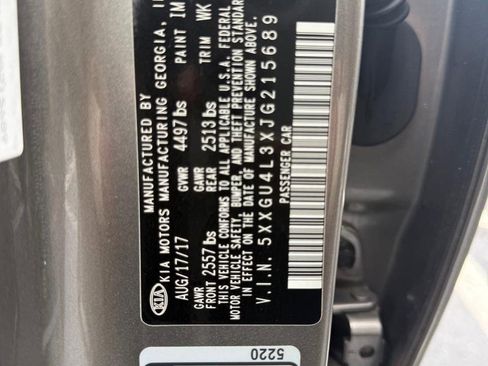 MANUFACTURED BY
KIA MOTORS MANUFACTURING GEORGIA, I
AUG/17/17 GVWR 4497 lbs PAINT IM
GAWR FRONT 2557 lbs GAWR REAR 2513 lbs TRIM WK
THIS VEHICLE CONFORMS TO ALL APPLICABLE U.S.A. FEDERAL
MOTOR VEHICLE SAFETY, BUMPER, AND THEFT PREVENTION STANDAR
IN EFFECT ON THE DATE OF MANUFACTURE SHOWN ABOVE.
V.I.N. 5XXGU4L3XJG215689
PASSENGER CAR
KIA
5220